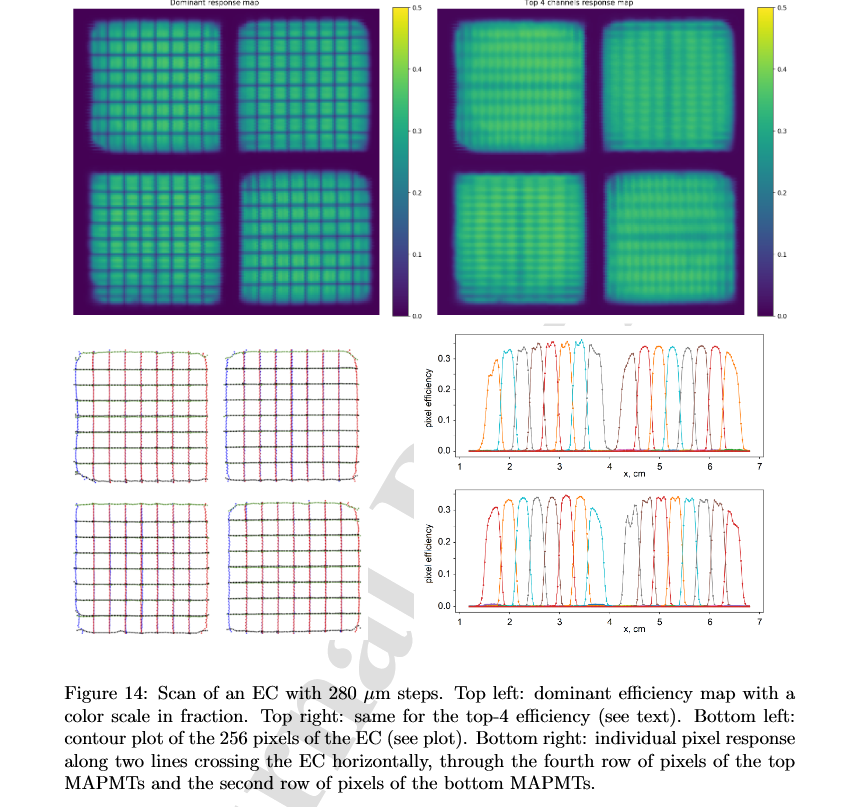 Dominant response map
Top 4 channels response map
0.5
0.4
0.3
0.2
0.1
0.0
0.5
0.4
0.3
0.2
0.1
0.0
pixel efficiency
0.3
0.2
0.1
0.0
1 2 3 4 5 6 7
x, cm
pixel efficiency
0.3
0.2
0.1
0.0
1 2 3 4 5 6 7
x, cm
Figure 14: Scan of an EC with 280 μm steps. Top left: dominant efficiency map with a
color scale in fraction. Top right: same for the top-4 efficiency (see text). Bottom left:
contour plot of the 256 pixels of the EC (see plot). Bottom right: individual pixel response
along two lines crossing the EC horizontally, through the fourth row of pixels of the top
MAPMTs and the second row of pixels of the bottom MAPMTs.